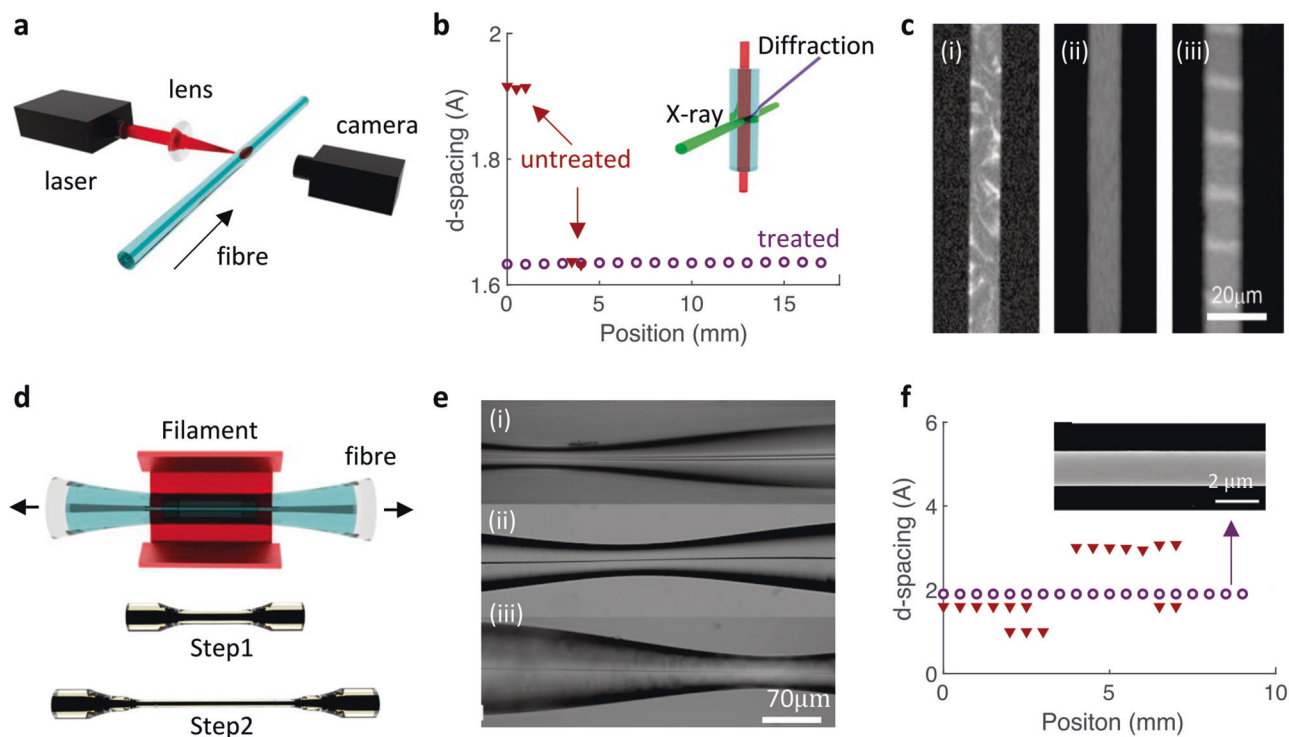 a
lens
camera
laser
fibre
b
2
1.8
1.6
d-spacing (A)
Diffraction
X-ray
untreated
treated
0
5
10
15
Position (mm)
c
(i)
(ii)
(iii)
20μm
d
Filament
fibre
Step1
Step2
e
(i)
(ii)
(iii)
70μm
f
6
4
2
0
d-spacing (A)
2 μm
0
5
10
Positon (mm)